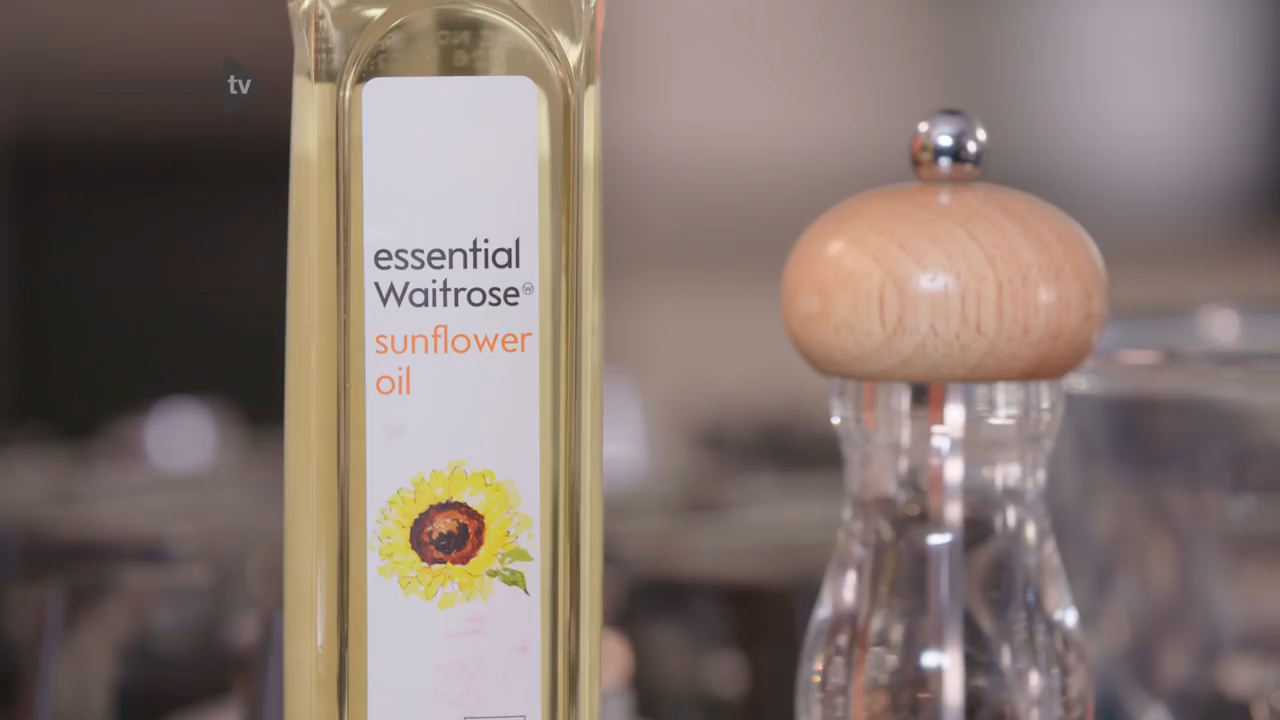 tv
essential
Waitrose
sunflower
oil